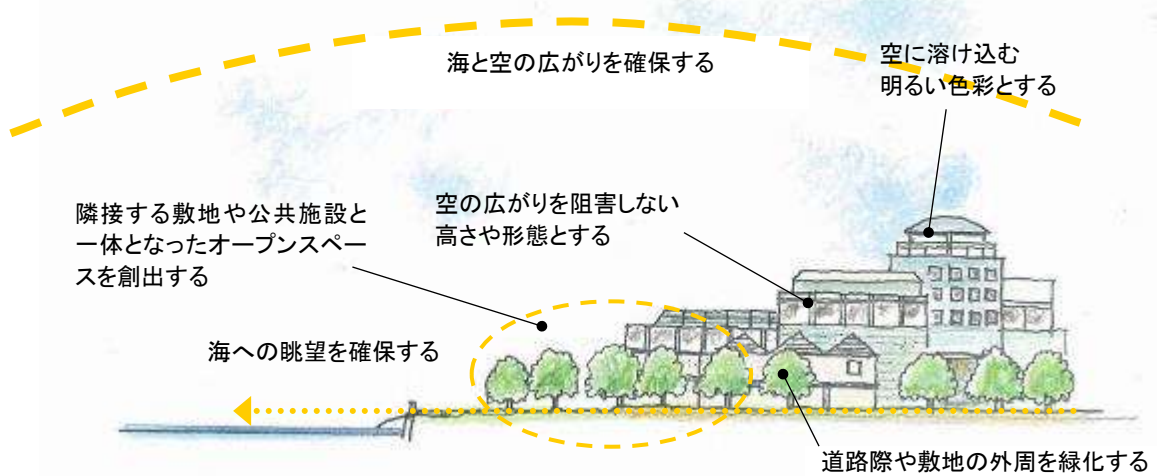 海と空の広がりを確保する
空に溶け込む
明るい色彩とする
隣接する敷地や公共施設と
一体となったオープンスペー
スを創出する
空の広がりを阻害しない
高さや形態とする
海への眺望を確保する
道路際や敷地の外周を緑化する